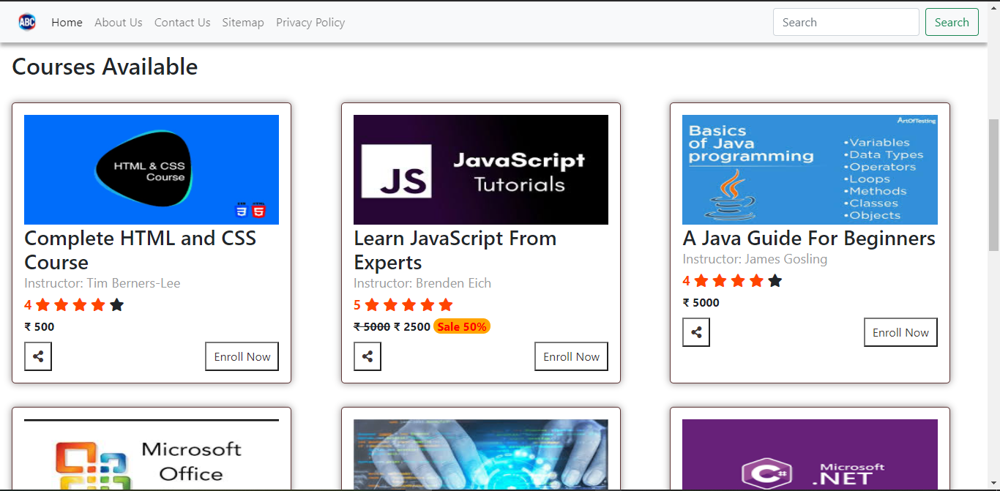 ABC Home About Us Contact Us Sitemap Privacy Policy Search Search
Courses Available
HTML & CSS
Course
CSS HTML
3 5
Complete HTML and CSS
Course
Instructor: Tim Berners-Lee
4
₹ 500
Enroll Now
JS
JavaScript
Tutorials
Learn JavaScript From
Experts
Instructor: Brenden Eich
5
₹ 5000 ₹ 2500 Sale 50%
Enroll Now
ArtOfTesting
Basics
of Java
programming
•Variables
•Data Types
•Operators
•Loops
•Methods
•Classes
•Objects
A Java Guide For Beginners
Instructor: James Gosling
4
₹ 5000
Enroll Now
Microsoft
Office
C#
Microsoft
.NET